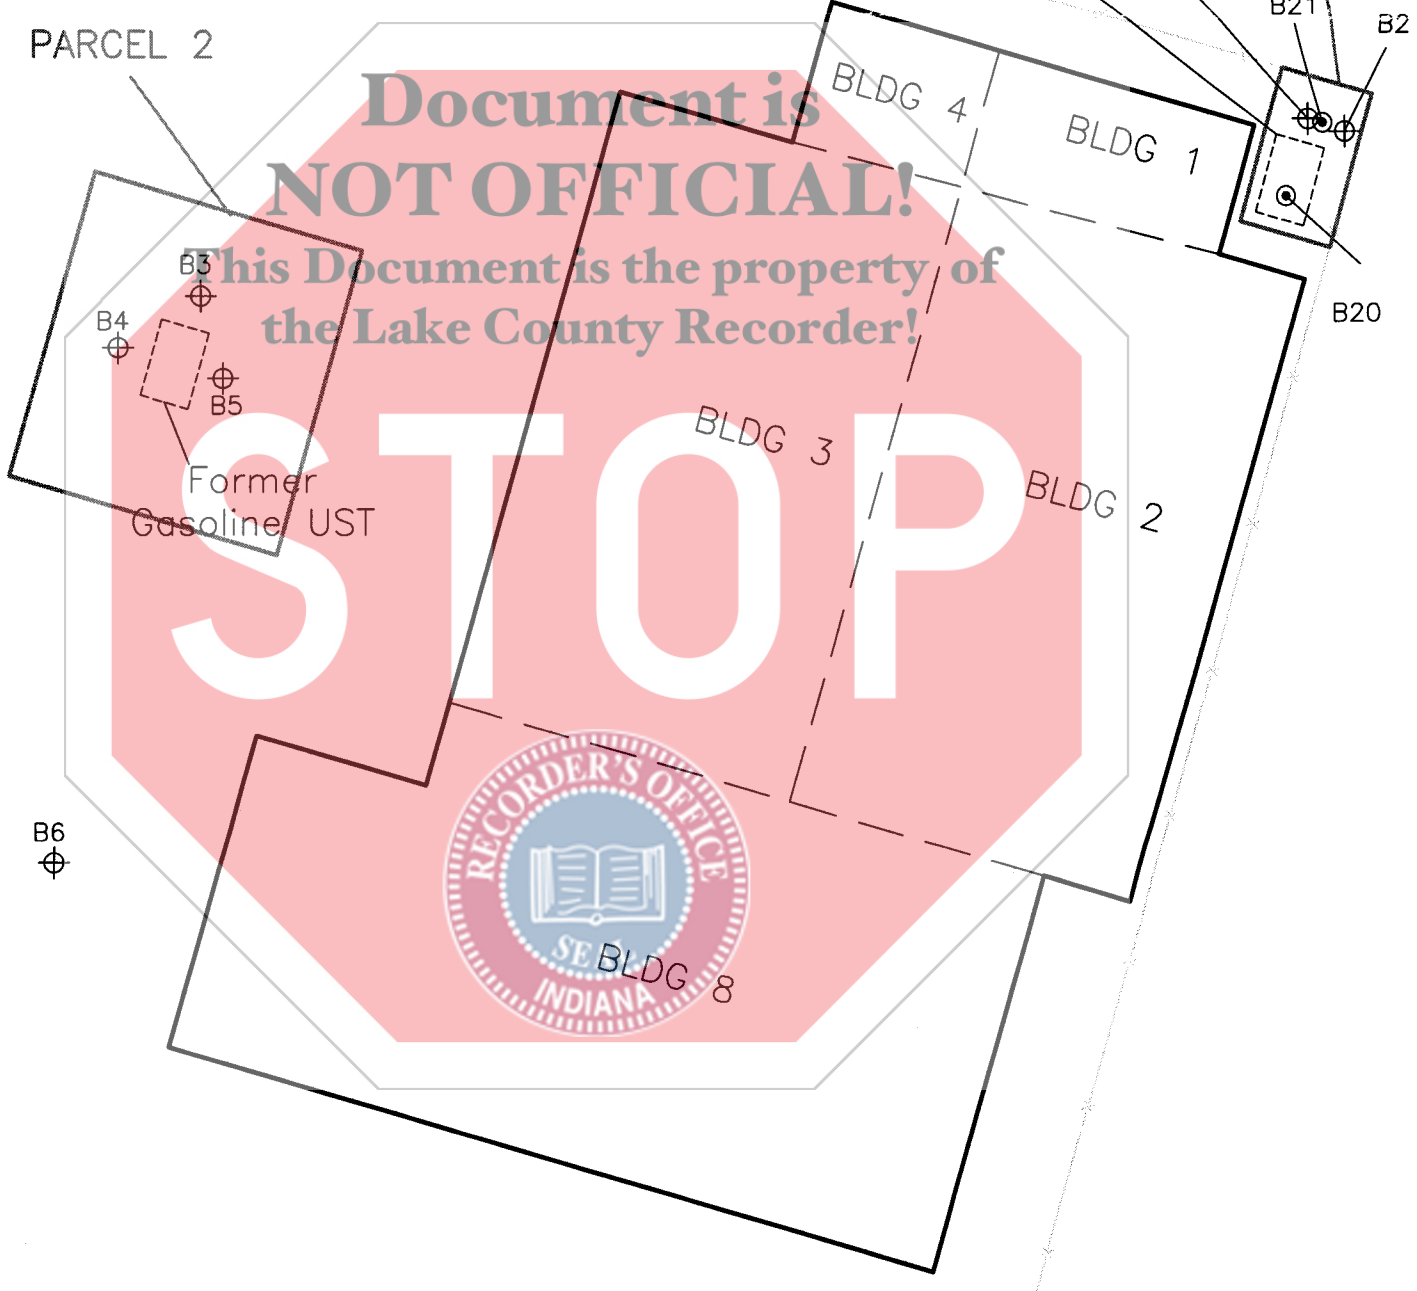 B21
B2
PARCEL 2
BLDG 4
BLDG 1
Document is
NOT OFFICIAL!
This Document is the property of
the Lake County Recorder!
B3
B4
B5
B20
Former
Gasoline UST
BLDG 3
BLDG 2
STOP
B6
RECORDER'S OFFICE
SEAL
INDIANA
BLDG 8